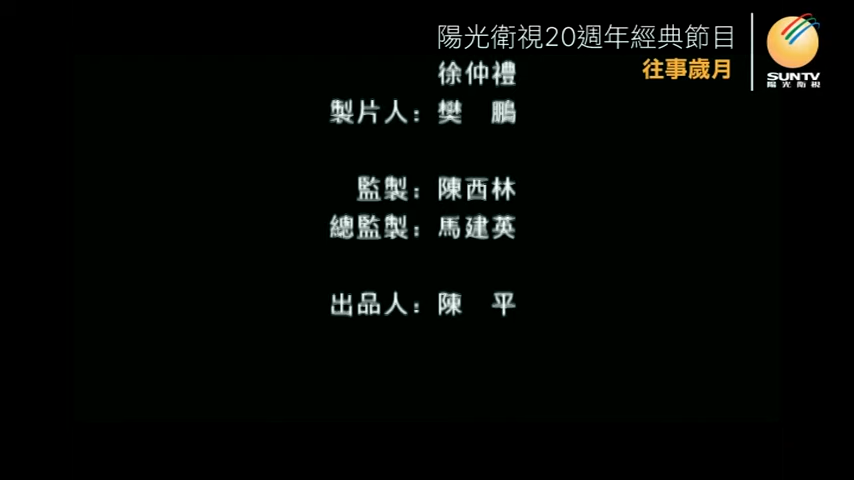 陽光衛視20週年經典節目
往事歲月
SUNTV
陽光衛視
徐仲禮
製片人：樊　鵬
監製：陳西林
總監製：馬建英
出品人：陳　平